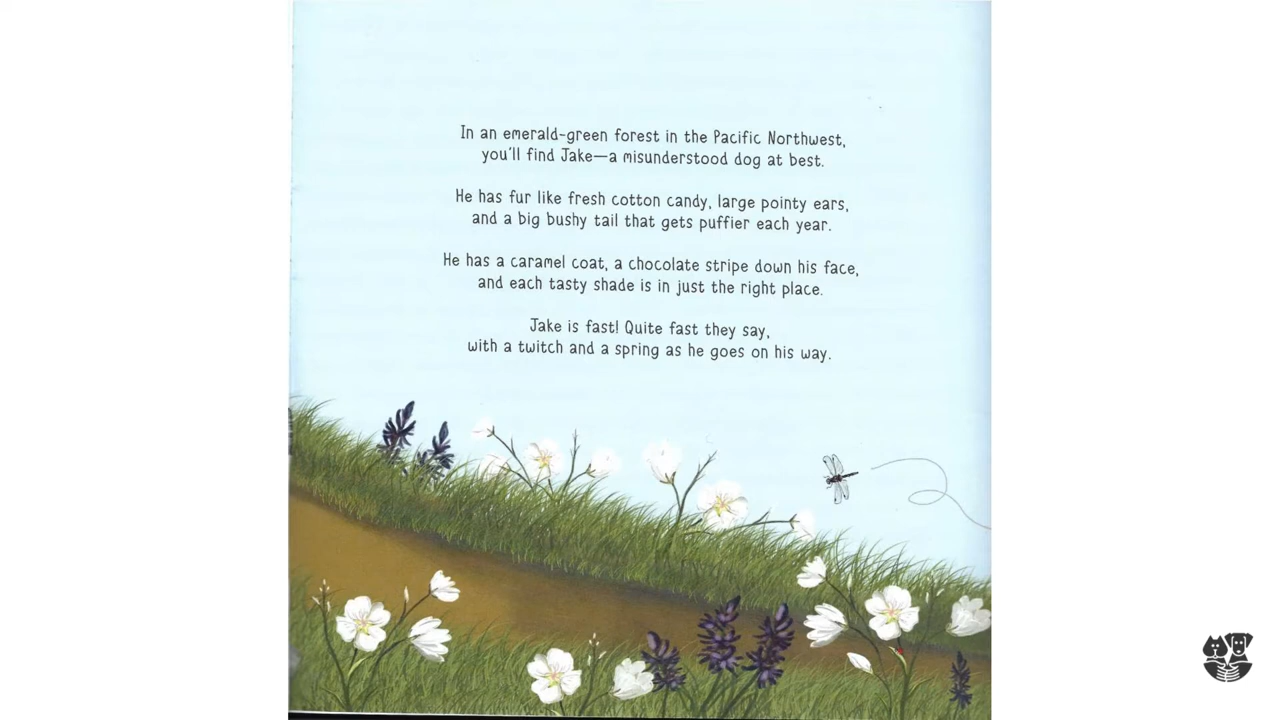 In an emerald-green forest in the Pacific Northwest,
you'll find Jake—a misunderstood dog at best.
He has fur like fresh cotton candy, large pointy ears,
and a big bushy tail that gets puffier each year.
He has a caramel coat, a chocolate stripe down his face,
and each tasty shade is in just the right place.
Jake is fast! Quite fast they say,
with a twitch and a spring as he goes on his way.